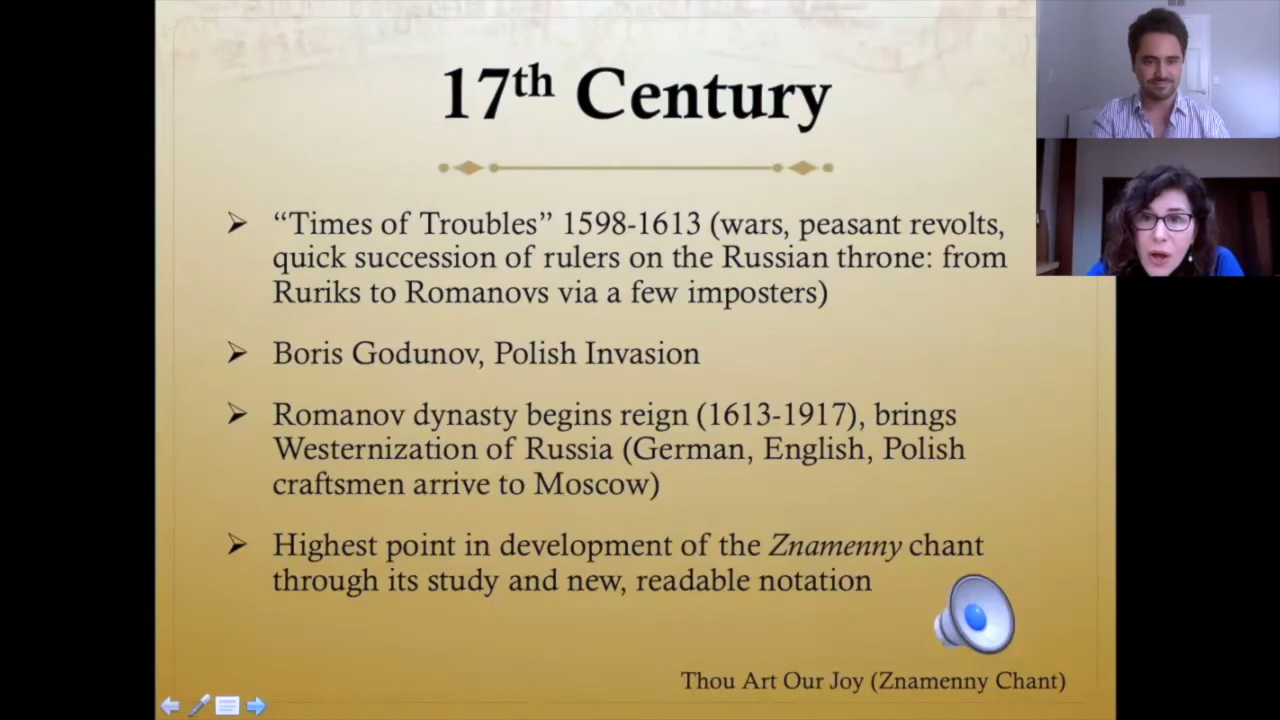 17th Century
“Times of Troubles” 1598-1613 (wars, peasant revolts,
quick succession of rulers on the Russian throne: from
Ruriks to Romanovs via a few imposters)
Boris Godunov, Polish Invasion
Romanov dynasty begins reign (1613-1917), brings
Westernization of Russia (German, English, Polish
craftsmen arrive to Moscow)
Highest point in development of the Znamenny chant
through its study and new, readable notation
Thou Art Our Joy (Znamenny Chant)